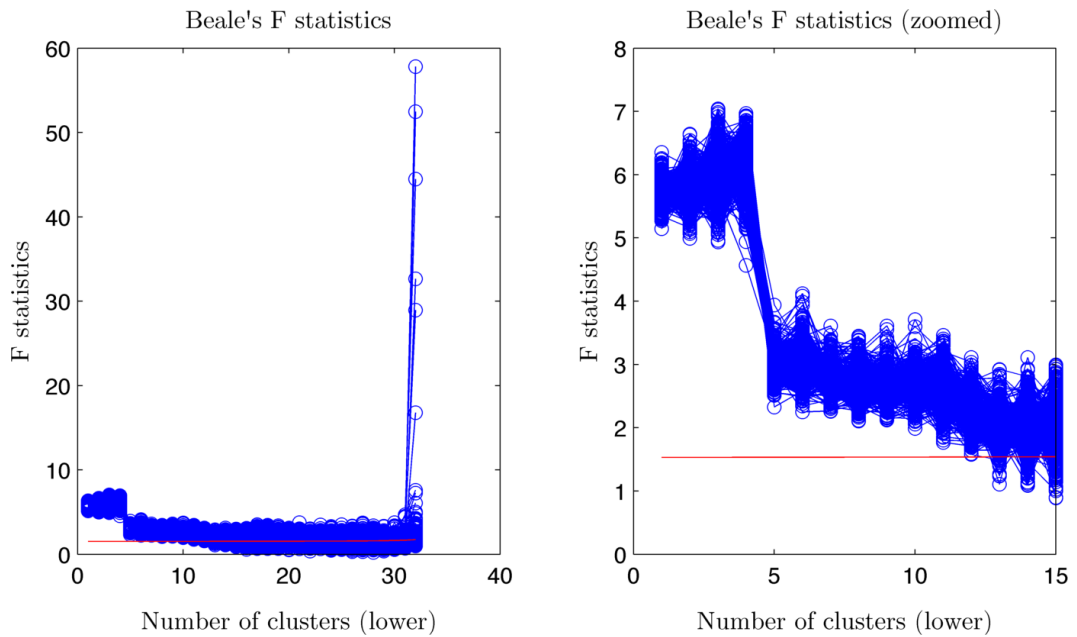 Beale's F statistics
60
50
40
30
20
10
0
0 10 20 30 40
F statistics
Number of clusters (lower)
Beale's F statistics (zoomed)
8
7
6
5
4
3
2
1
0
0 5 10 15
F statistics
Number of clusters (lower)